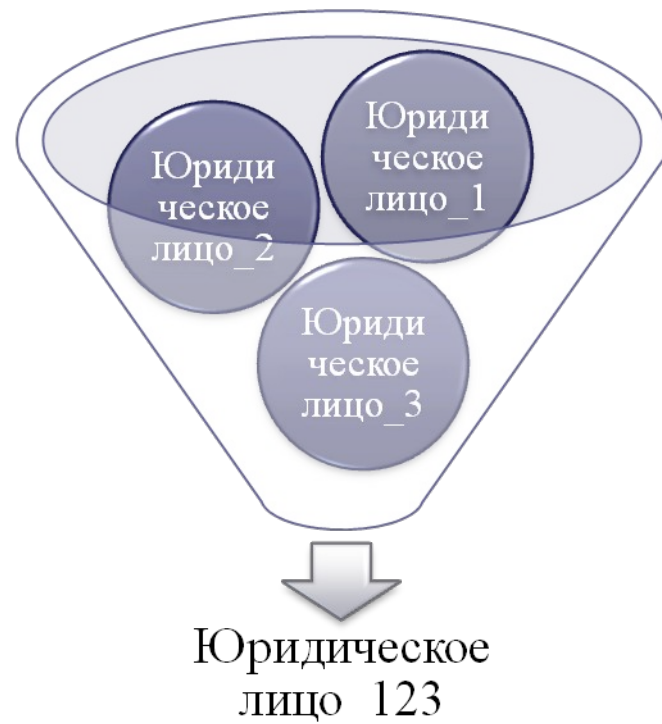 Юриди
ческое
лицо_1
Юриди
ческое
лицо_2
Юриди
ческое
лицо_3
Юридическое
лицо 123